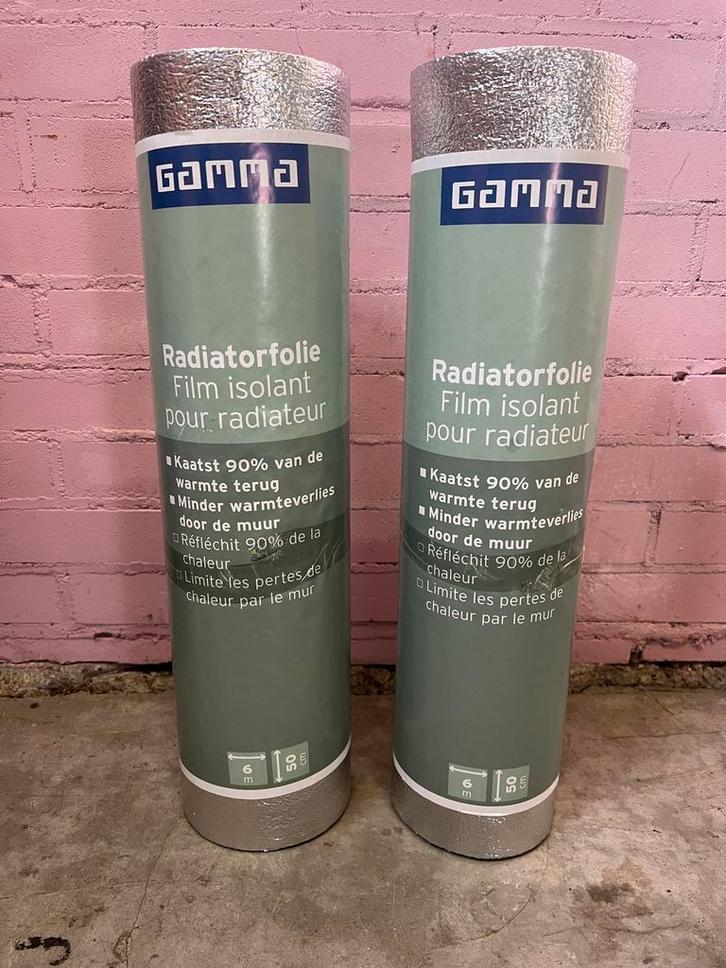 GAMMA
Radiatorfolie
Film isolant
pour radiateur
Kaatst 90% van de
warmte terug
Minder warmteverlies
door de muur
Réfléchit 90% de la
chaleur
Limite les pertes de
chaleur par le mur
6 m
50 cm
GAMMA
Radiatorfolie
Film isolant
pour radiateur
Kaatst 90% van de
warmte terug
Minder warmteverlies
door de muur
Réfléchit 90% de la
chaleur
Limite les pertes de
chaleur par le mur
6 m
50 cm